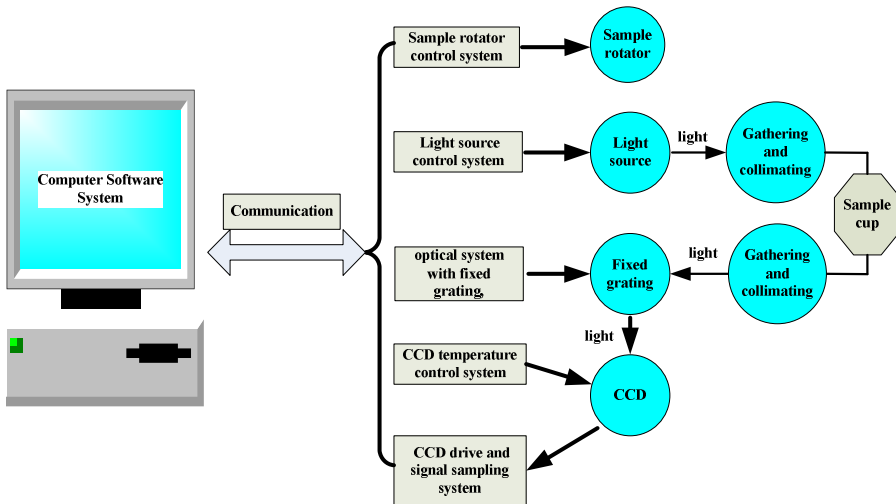 Computer Software
System
Communication
Sample rotator
control system
Sample
rotator
Light source
control system
Light
source
light
Gathering
and
collimating
Sample
cup
optical system
with fixed
grating,
Fixed
grating
light
Gathering
and
collimating
light
CCD temperature
control system
CCD
CCD drive and
signal sampling
system